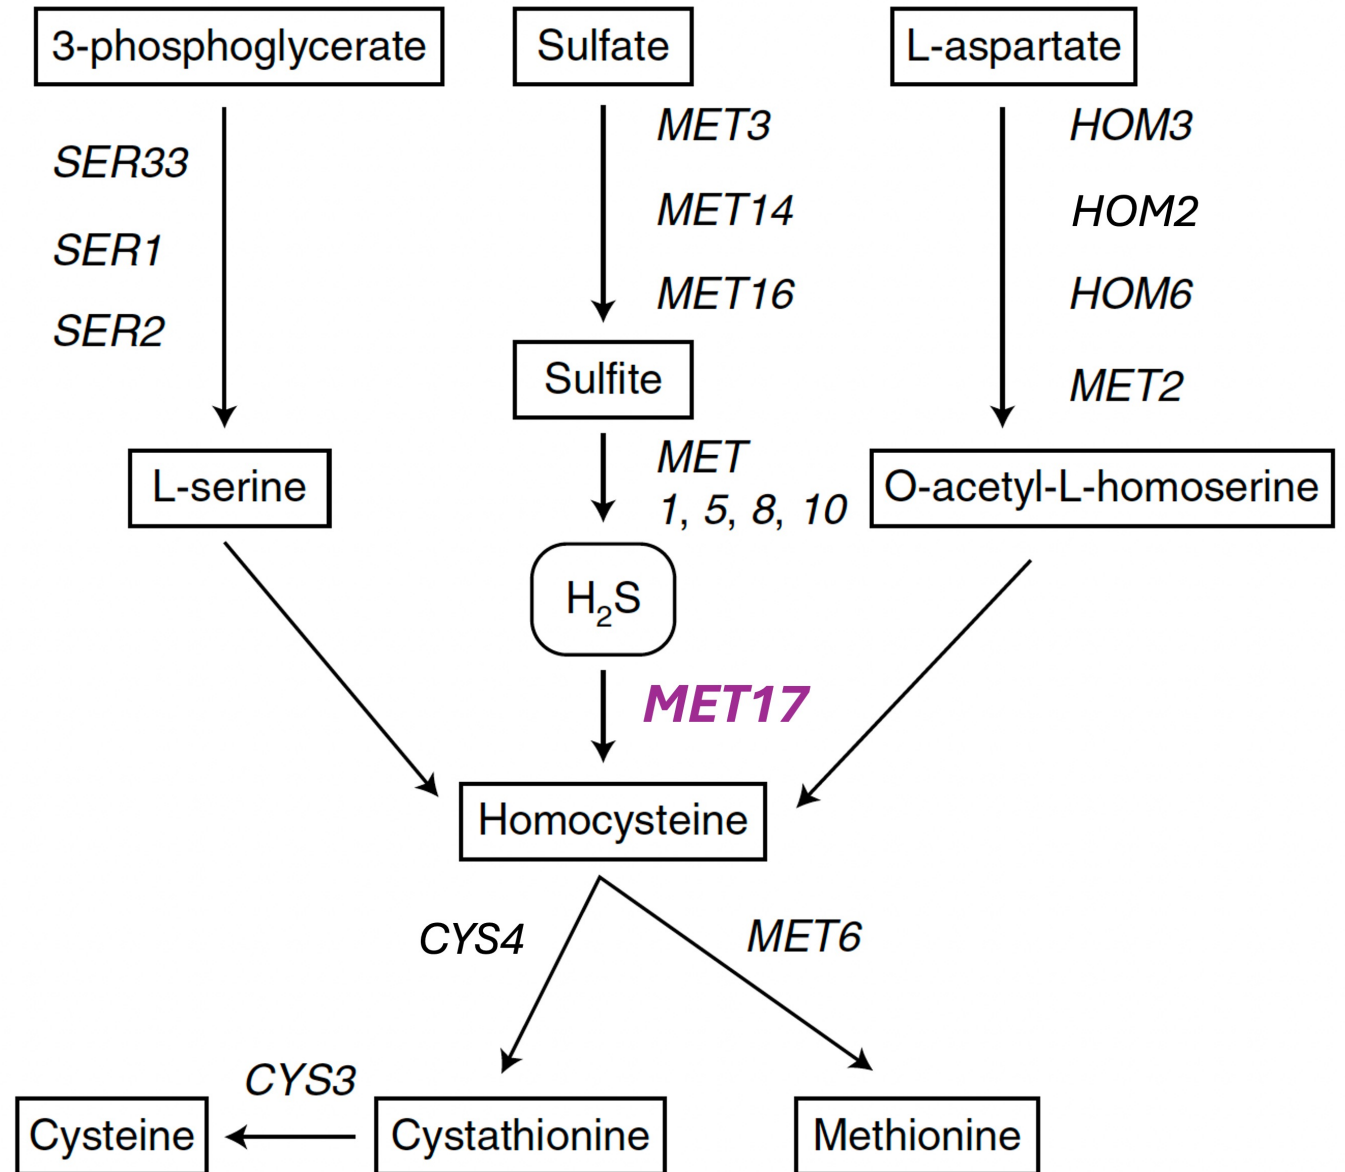 3-phosphoglycerate
Sulfate
L-aspartate
SER33
SER1
SER2
MET3
MET14
MET16
HOM3
HOM2
HOM6
MET2
Sulfite
L-serine
MET
1, 5, 8, 10
O-acetyl-L-homoserine
H₂S
MET17
Homocysteine
CYS4
MET6
CYS3
Cysteine
Cystathionine
Methionine